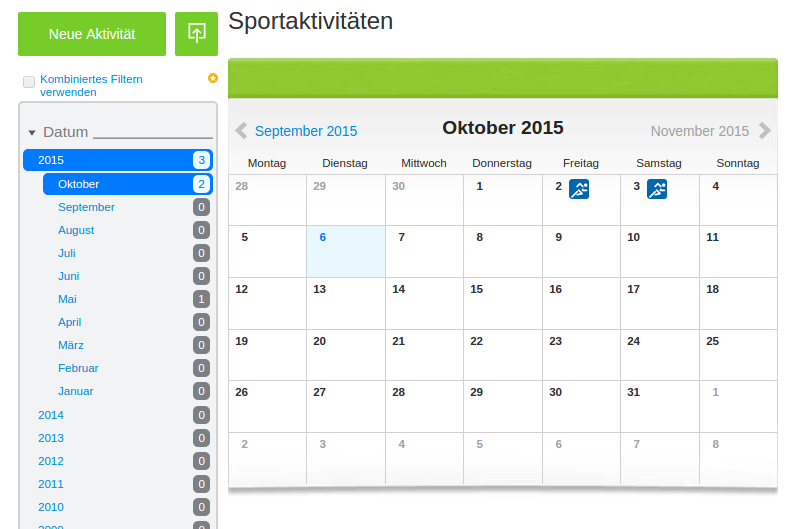 Neue Aktivität
Sportaktivitäten
Kombiniertes Filtern
verwenden
Datum
2015 3
Oktober 2
September 0
August 0
Juli 0
Juni 0
Mai 1
April 0
März 0
Februar 0
Januar 0
2014 0
2013 0
2012 0
2011 0
2010 0
September 2015 Oktober 2015 November 2015
Montag Dienstag Mittwoch Donnerstag Freitag Samstag Sonntag
28 29 30 1 2 3 4
5 6 7 8 9 10 11
12 13 14 15 16 17 18
19 20 21 22 23 24 25
26 27 28 29 30 31 1
2 3 4 5 6 7 8